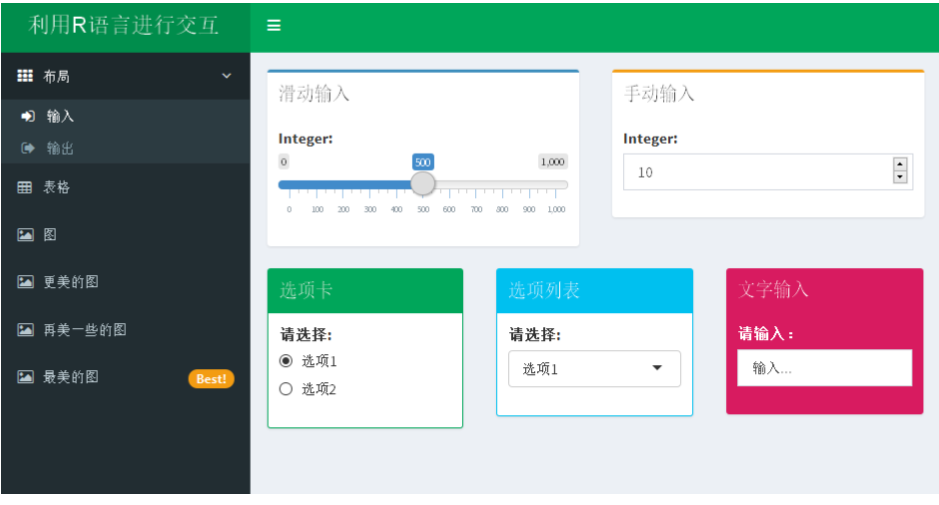 利用R语言进行交互
布局
输入
输出
表格
图
更美的图
再美一些的图
最美的图 Best!
滑动输入
Integer:
0 500 1,000
0 100 200 300 400 500 600 700 800 900 1,000
手动输入
Integer:
10
选项卡
请选择:
选项1
选项2
选项列表
请选择:
选项1
文字输入
请输入：
输入...